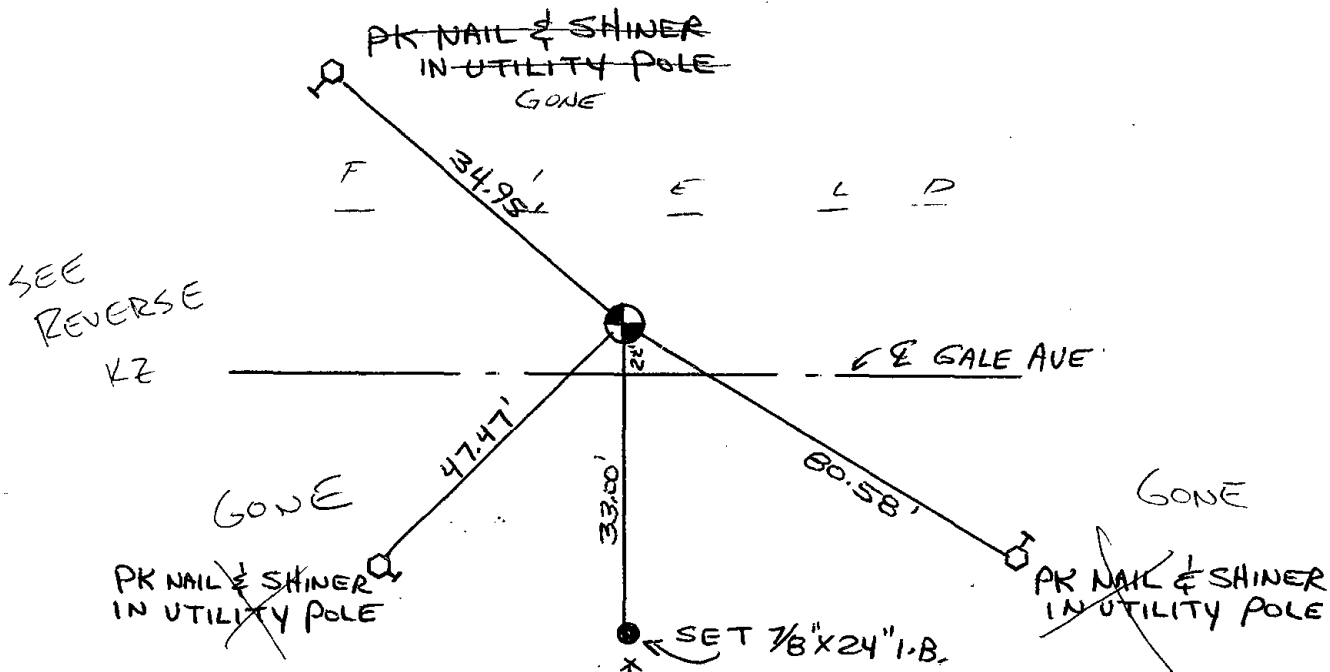 PK NAIL & SHINER
IN UTILITY POLE
GONE
34.95'
F I E L D
SEE
REVERSE
KZ
22'
℄ GALE AVE
47.47'
33.00'
80.58'
GONE
PK NAIL & SHINER
IN UTILITY POLE
GONE
PK NAIL & SHINER
IN UTILITY POLE
SET 7/8"X24" I.B.